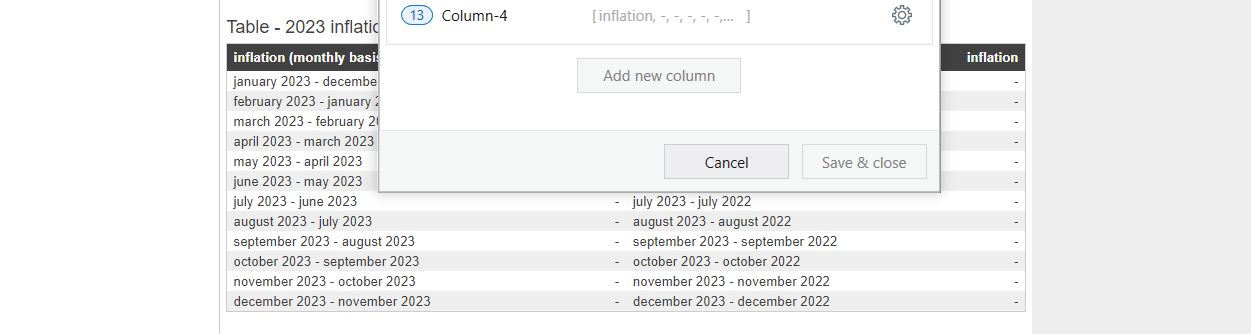 13 Column-4 [ inflation, -, -, -, -, -,... ]
Table - 2023 inflatio
inflation (monthly basis inflation
Add new column
january 2023 - decembe -
february 2023 - january 2 -
march 2023 - february 20 -
april 2023 - march 2023 -
may 2023 - april 2023 -
Cancel Save & close
june 2023 - may 2023 -
july 2023 - june 2023 - july 2023 - july 2022 -
august 2023 - july 2023 - august 2023 - august 2022 -
september 2023 - august 2023 - september 2023 - september 2022 -
october 2023 - september 2023 - october 2023 - october 2022 -
november 2023 - october 2023 - november 2023 - november 2022 -
december 2023 - november 2023 - december 2023 - december 2022 -